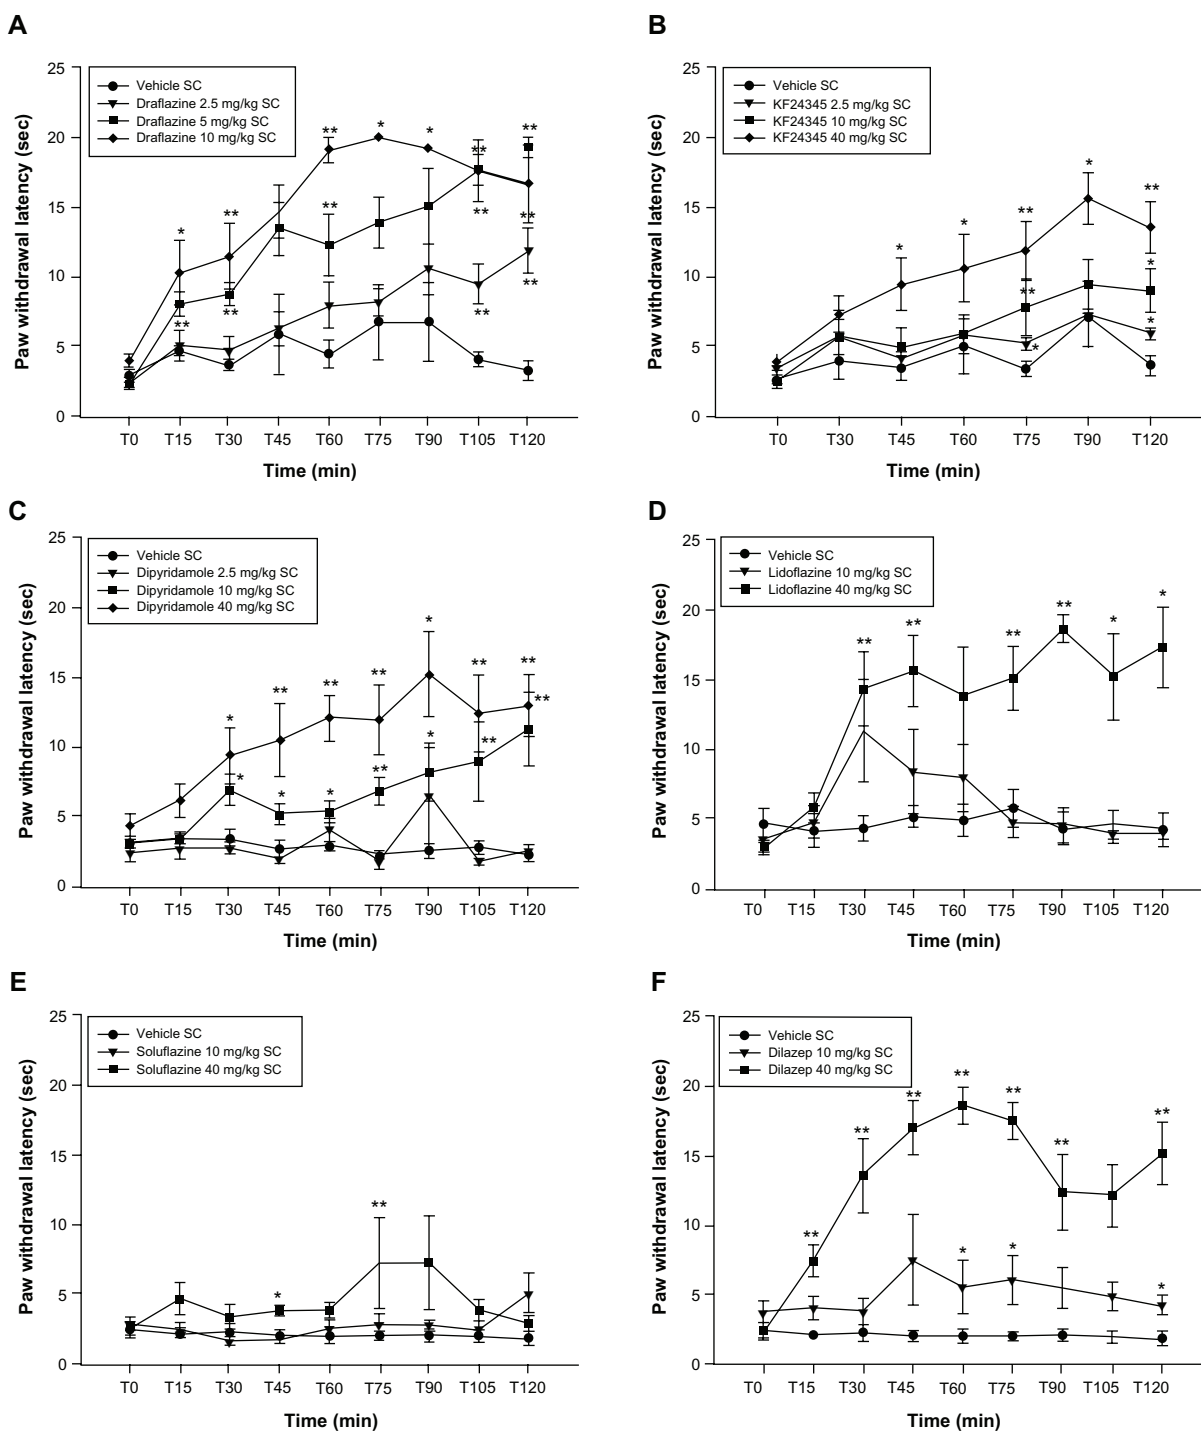 A
Paw withdrawal latency (sec)
25
20
15
10
5
0
Vehicle SC
Draflazine 2.5 mg/kg SC
Draflazine 5 mg/kg SC
Draflazine 10 mg/kg SC
* ** ** ** ** ** * * ** ** ** ** **
T0 T15 T30 T45 T60 T75 T90 T105 T120
Time (min)
B
Paw withdrawal latency (sec)
25
20
15
10
5
0
Vehicle SC
KF24345 2.5 mg/kg SC
KF24345 10 mg/kg SC
KF24345 40 mg/kg SC
* * ** ** * * ** * *
T0 T30 T45 T60 T75 T90 T120
Time (min)
C
Paw withdrawal latency (sec)
25
20
15
10
5
0
Vehicle SC
Dipyridamole 2.5 mg/kg SC
Dipyridamole 10 mg/kg SC
Dipyridamole 40 mg/kg SC
* * ** * ** * ** ** * * ** ** ** **
T0 T15 T30 T45 T60 T75 T90 T105 T120
Time (min)
D
Paw withdrawal latency (sec)
25
20
15
10
5
0
Vehicle SC
Lidoflazine 10 mg/kg SC
Lidoflazine 40 mg/kg SC
** ** ** ** * *
T0 T15 T30 T45 T60 T75 T90 T105 T120
Time (min)
E
Paw withdrawal latency (sec)
25
20
15
10
5
0
Vehicle SC
Soluflazine 10 mg/kg SC
Soluflazine 40 mg/kg SC
* **
T0 T15 T30 T45 T60 T75 T90 T105 T120
Time (min)
F
Paw withdrawal latency (sec)
25
20
15
10
5
0
Vehicle SC
Dilazep 10 mg/kg SC
Dilazep 40 mg/kg SC
** ** ** ** * ** * ** ** *
T0 T15 T30 T45 T60 T75 T90 T105 T120
Time (min)